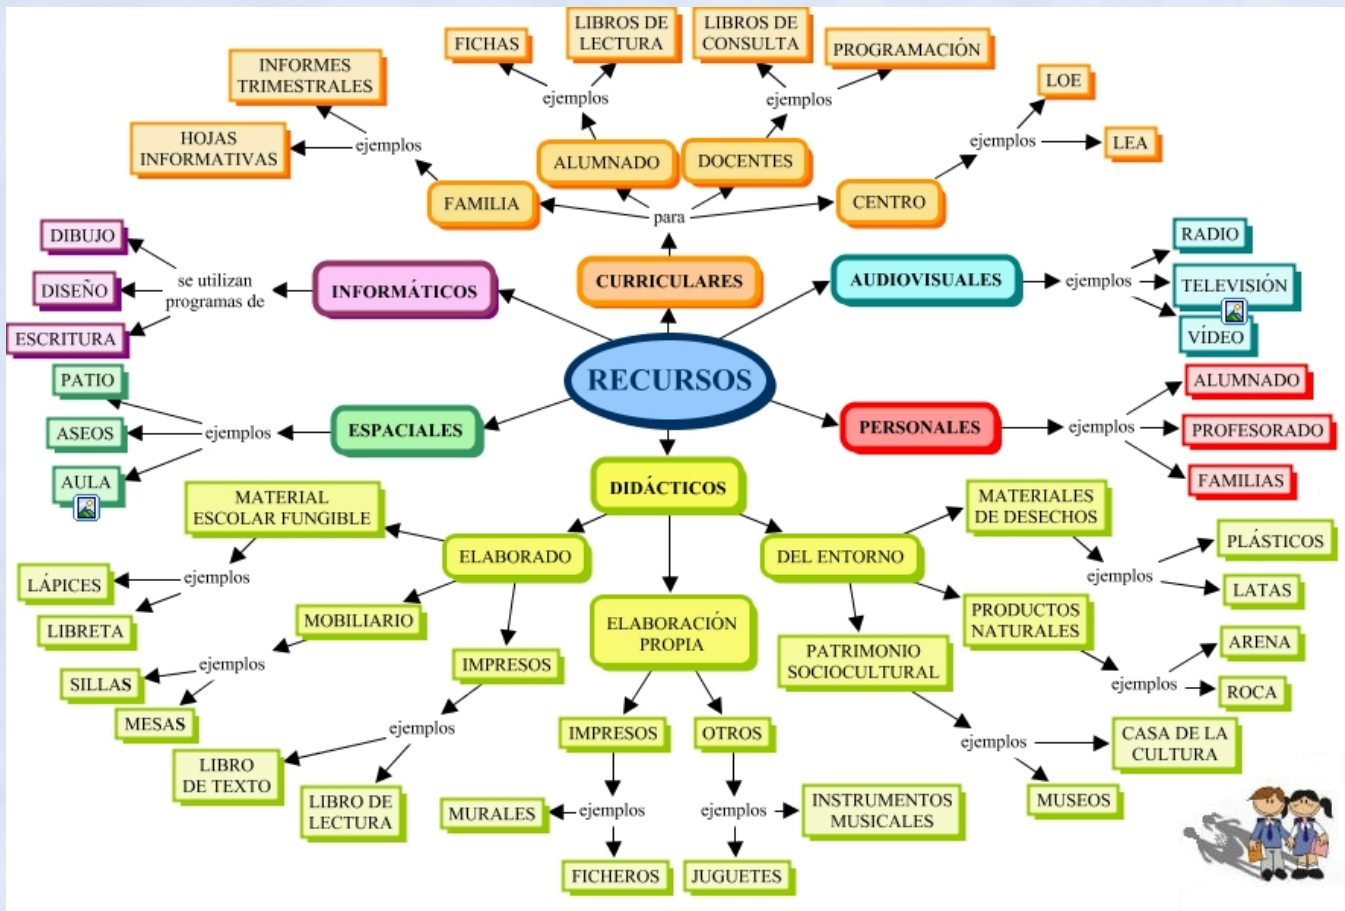 FICHAS
LIBROS DE
LECTURA
LIBROS DE
CONSULTA
PROGRAMACIÓN
INFORMES
TRIMESTRALES
ejemplos
ejemplos
LOE
HOJAS
INFORMATIVAS
ejemplos
ALUMNADO
DOCENTES
ejemplos
LEA
FAMILIA
para
CENTRO
DIBUJO
DISEÑO
ESCRITURA
se utilizan
programas de
INFORMÁTICOS
CURRICULARES
AUDIOVISUALES
ejemplos
RADIO
TELEVISIÓN
VÍDEO
RECURSOS
PATIO
ASEOS
AULA
ejemplos
ESPACIALES
PERSONALES
ejemplos
ALUMNADO
PROFESORADO
FAMILIAS
DIDÁCTICOS
MATERIAL
ESCOLAR FUNGIBLE
ELABORADO
DEL ENTORNO
MATERIALES
DE DESECHOS
LÁPICES
ejemplos
LIBRETA
MOBILIARIO
ejemplos
SILLAS
MESAS
IMPRESOS
ejemplos
LIBRO
DE TEXTO
LIBRO DE
LECTURA
ELABORACIÓN
PROPIA
IMPRESOS
OTROS
MURALES
ejemplos
ejemplos
INSTRUMENTOS
MUSICALES
FICHEROS
JUGUETES
ejemplos
PLÁSTICOS
LATAS
PRODUCTOS
NATURALES
ejemplos
ARENA
ROCA
PATRIMONIO
SOCIOCULTURAL
ejemplos
CASA DE LA
CULTURA
MUSEOS